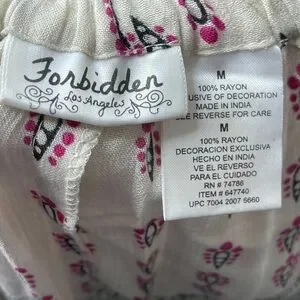 Forbidden
Los Angeles
M
100% RAYON
USIVE OF DECORATION
MADE IN INDIA
SEE REVERSE FOR CARE
M
100% RAYON
DECORACION EXCLUSIVA
HECHO EN INDIA
VE EL REVERSO
PARA EL CUIDADO
RN # 74786
ITEM # 647740
UPC 7004 2007 5660